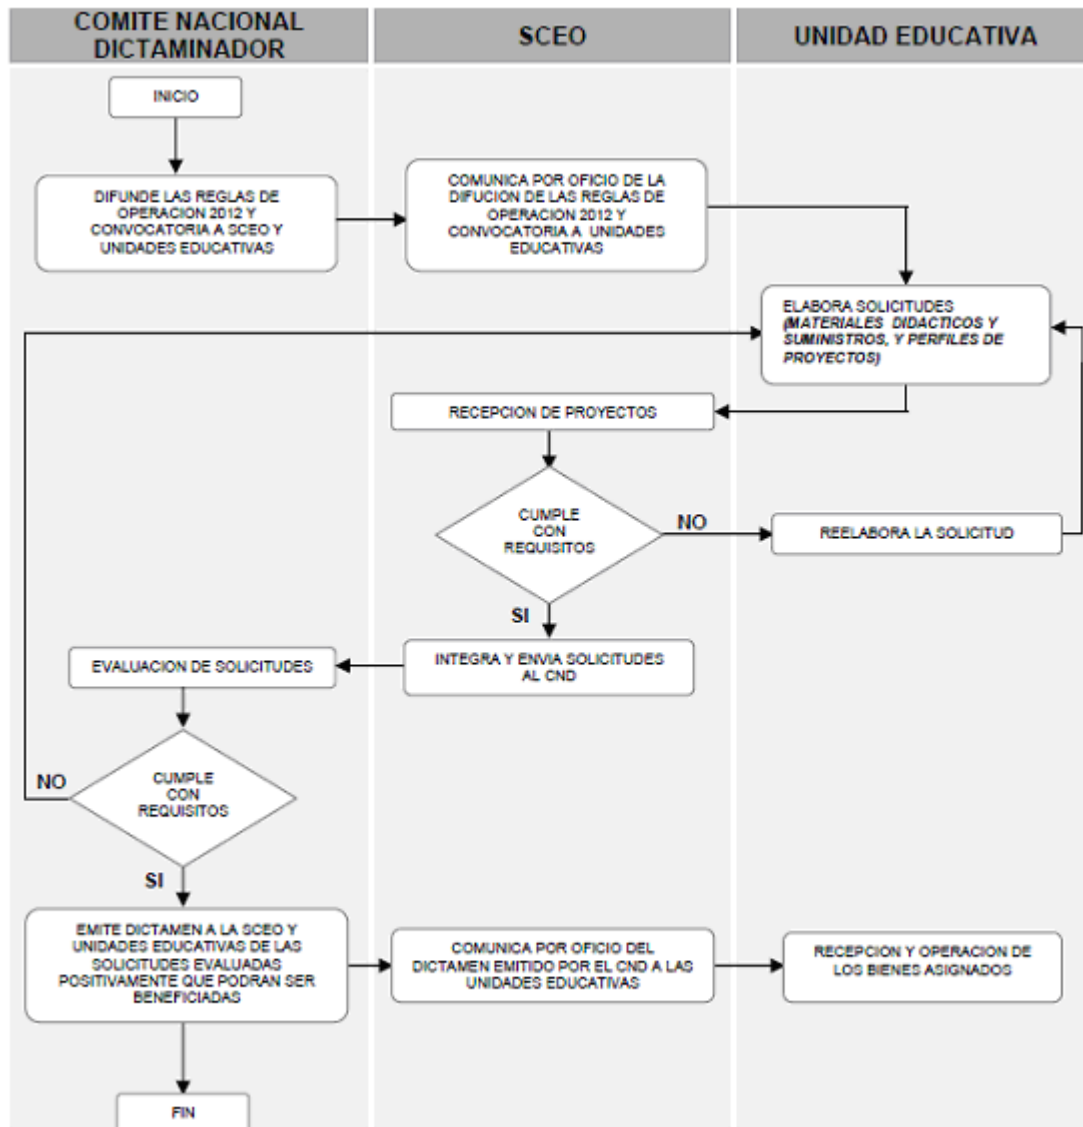 COMITE NACIONAL
DICTAMINADOR
SCEO
UNIDAD EDUCATIVA
INICIO
DIFUNDE LAS REGLAS DE
OPERACION 2012 Y
CONVOCATORIA A SCEO Y
UNIDADES EDUCATIVAS
COMUNICA POR OFICIO DE LA
DIFUCION DE LAS REGLAS DE
OPERACION 2012 Y
CONVOCATORIA A UNIDADES
EDUCATIVAS
ELABORA SOLICITUDES
(MATERIALES DIDACTICOS Y
SUMINISTROS, Y PERFILES DE
PROYECTOS)
RECEPCION DE PROYECTOS
CUMPLE
CON
REQUISITOS
NO
REELABORA LA SOLICITUD
SI
INTEGRA Y ENVIA SOLICITUDES
AL CND
EVALUACION DE SOLICITUDES
CUMPLE
CON
REQUISITOS
NO
SI
EMITE DICTAMEN A LA SCEO Y
UNIDADES EDUCATIVAS DE LAS
SOLICITUDES EVALUADAS
POSITIVAMENTE QUE PODRAN SER
BENEFICIADAS
COMUNICA POR OFICIO DEL
DICTAMEN EMITIDO POR EL CND A LAS
UNIDADES EDUCATIVAS
RECEPCION Y OPERACION DE
LOS BIENES ASIGNADOS
FIN